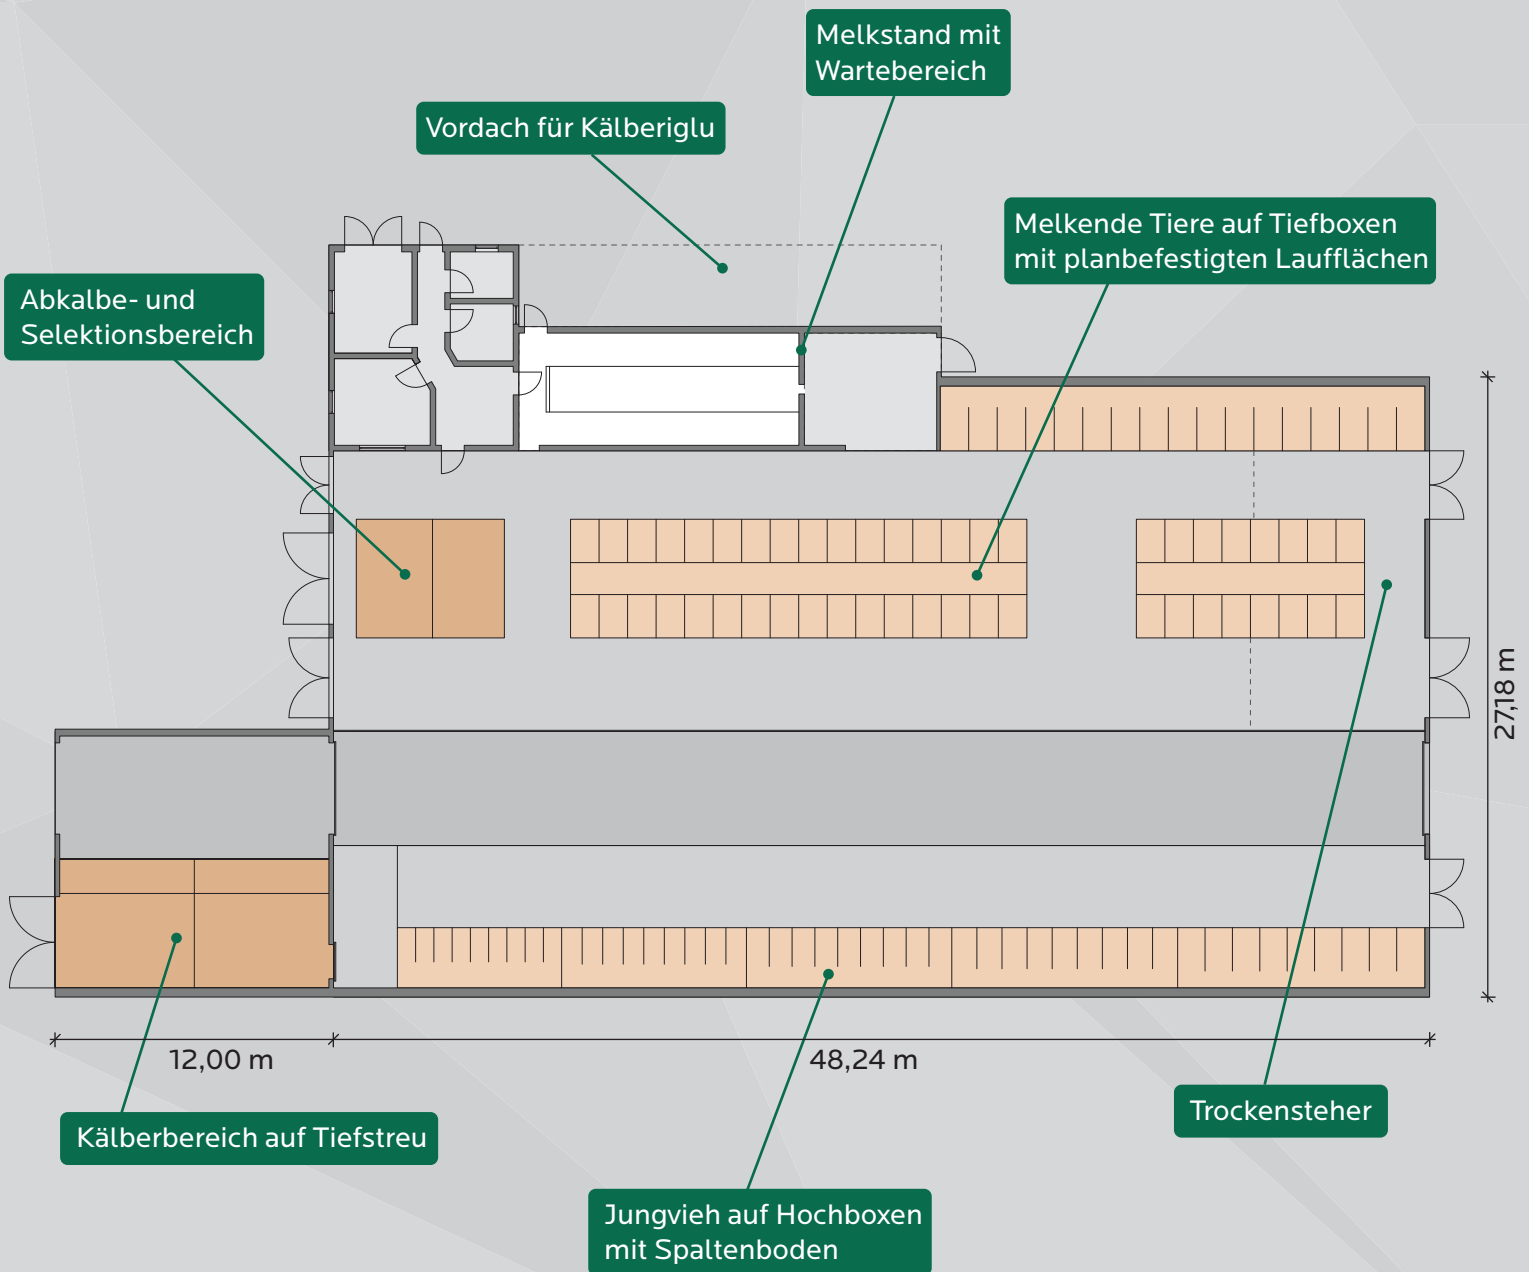 Melkstand mit
Wartebereich
Vordach für Kälberiglu
Melkende Tiere auf Tiefboxen
mit planbefestigten Laufflächen
Abkalbe- und
Selektionsbereich
27,18 m
12,00 m
48,24 m
Trockensteher
Kälberbereich auf Tiefstreu
Jungvieh auf Hochboxen
mit Spaltenboden